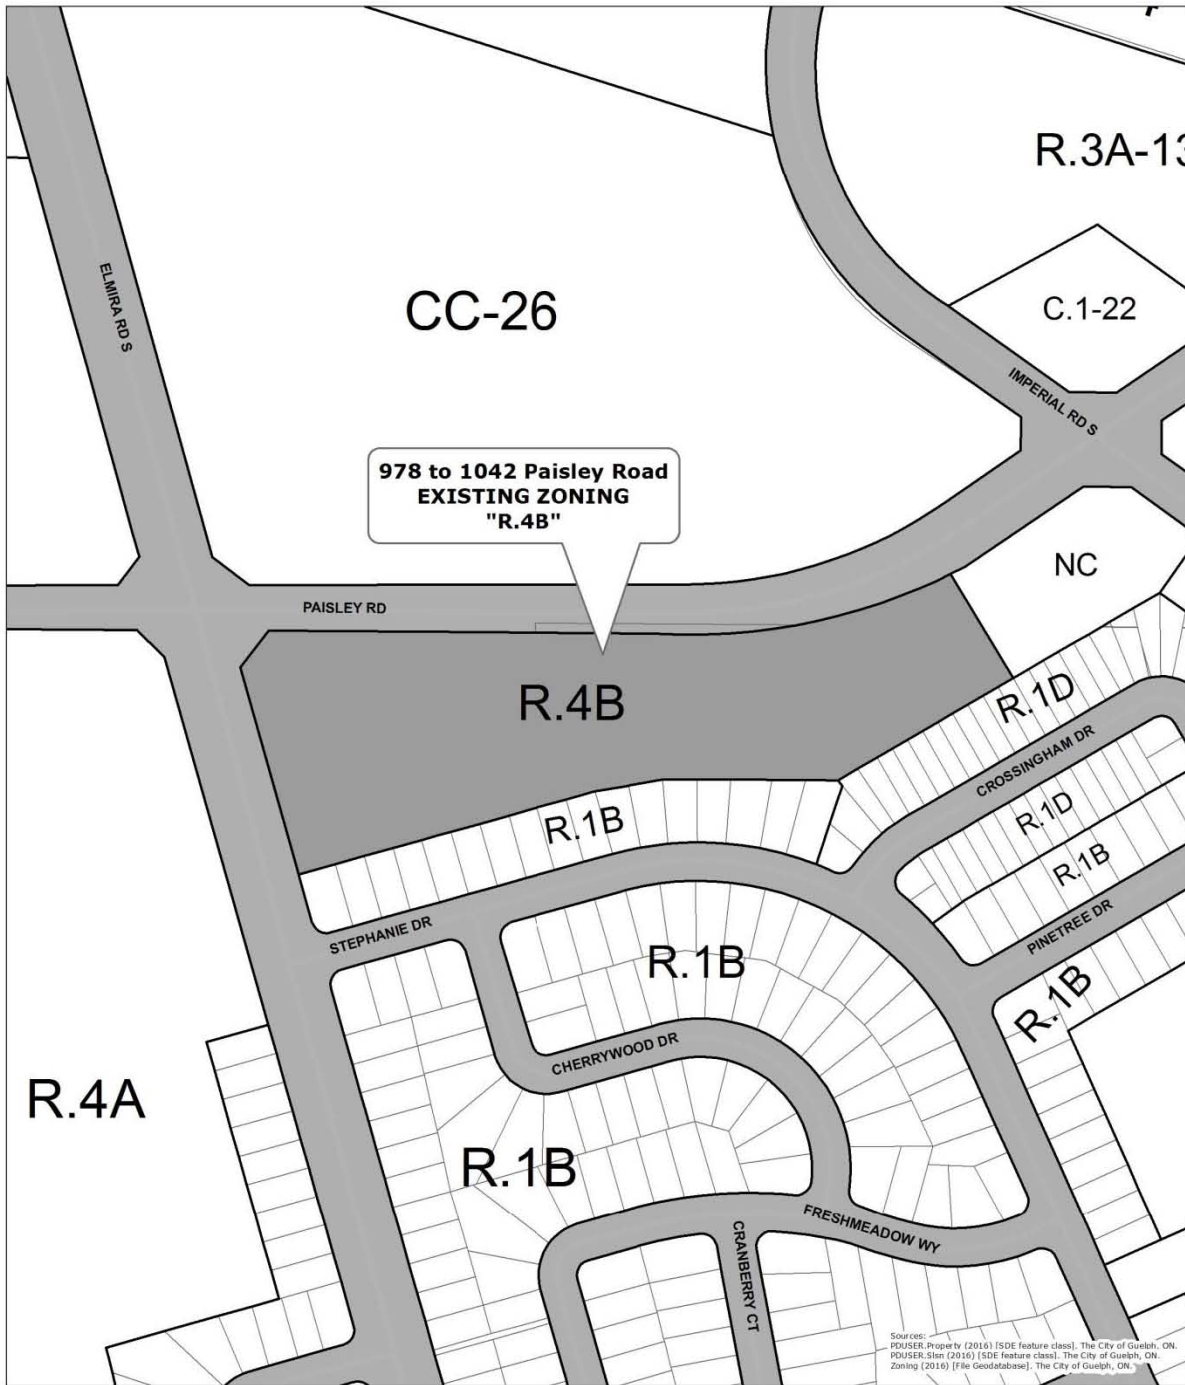 R.3A-13
ELMIRA RD S
CC-26
C.1-22
IMPERIAL RD S
978 to 1042 Paisley Road
EXISTING ZONING
"R.4B"
NC
PAISLEY RD
R.4B
R.1D
CROSSINGHAM DR
R.1B
R.1D
R.1B
STEPHANIE DR
PINETREE DR
R.1B
R.1B
CHERRYWOOD DR
R.4A
R.1B
FRESHMEADOW WY
CRANBERRY CT
Sources:
PDUSER.Property (2016) [SDE feature class]. The City of Guelph, ON.
PDUSER.Slsn (2016) [SDE feature class]. The City of Guelph, ON.
Zoning (2016) [File Geodatabase]. The City of Guelph, ON.